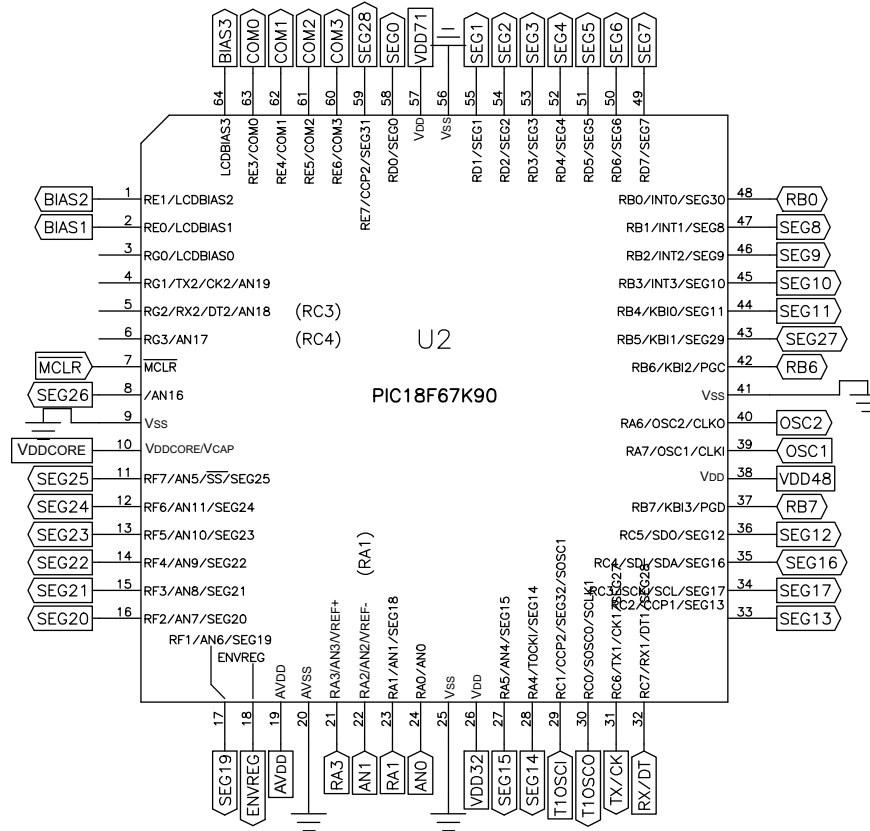 BIAS3 COM0 COM1 COM2 COM3 SEG28 SEG0 VDD71 SEG1 SEG2 SEG3 SEG4 SEG5 SEG6 SEG7
64 63 62 61 60 59 58 57 56 55 54 53 52 51 50 49
LCDBIAS3 RE3/COM0 RE4/COM1 RE5/COM2 RE6/COM3 RE7/CCP2/SEG31 RD0/SEG0 VDD VSS RD1/SEG1 RD2/SEG2 RD3/SEG3 RD4/SEG4 RD5/SEG5 RD6/SEG6 RD7/SEG7
BIAS2 1 RE1/LCDBIAS2 RB0/INT0/SEG30 48 RB0
BIAS1 2 RE0/LCDBIAS1 RB1/INT1/SEG8 47 SEG8
3 RG0/LCDBIAS0 RB2/INT2/SEG9 46 SEG9
4 RG1/TX2/CK2/AN19 RB3/INT3/SEG10 45 SEG10
5 RG2/RX2/DT2/AN18 (RC3) RB4/KBI0/SEG11 44 SEG11
6 RG3/AN17 (RC4) U2 RB5/KBI1/SEG29 43 SEG27
MCLR 7 MCLR RB6/KBI2/PGC 42 RB6
SEG26 8 /AN16 PIC18F67K90 VSS 41
9 VSS RA6/OSC2/CLKO 40 OSC2
VDDCORE 10 VDDCORE/VCAP RA7/OSC1/CLKI 39 OSC1
SEG25 11 RF7/AN5/SS/SEG25 VDD 38 VDD48
SEG24 12 RF6/AN11/SEG24 RB7/KBI3/PGD 37 RB7
SEG23 13 RF5/AN10/SEG23 RC5/SDO/SEG12 36 SEG12
SEG22 14 RF4/AN9/SEG22 (RA1) RC4/SDI/SDA/SEG16 35 SEG16
SEG21 15 RF3/AN8/SEG21 RC3/SCK/SCL/SEG17 34 SEG17
SEG20 16 RF2/AN7/SEG20 RC2/CCP1/SEG13 33 SEG13
RF1/AN6/SEG19 ENVREG AVDD AVSS RA3/AN3/VREF+ RA2/AN2/VREF- RA1/AN1/SEG18 RA0/AN0 VSS VDD RA5/AN4/SEG15 RA4/T0CKI/SEG14 RC1/CCP2/SEG32/SOSC1 RC0/SOSCO/SCLK1 RC6/TX1/CK1/SEG27 RC7/RX1/DT1/SEG28
17 18 19 20 21 22 23 24 25 26 27 28 29 30 31 32
SEG19 ENVREG AVDD RA3 AN1 RA1 AN0 VDD32 SEG15 SEG14 T1OSCI T1OSCO TX/CK RX/DT